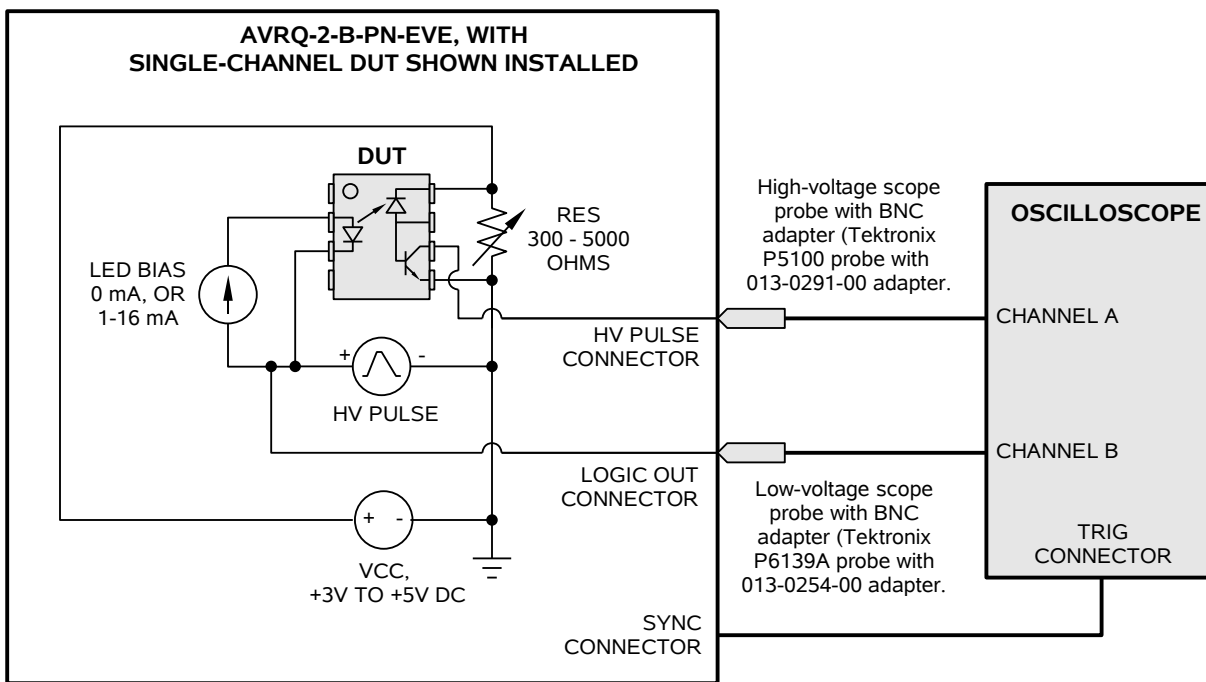 AVRQ-2-B-PN-EVE, WITH
SINGLE-CHANNEL DUT SHOWN INSTALLED
DUT
RES
300 - 5000
OHMS
LED BIAS
0 mA, OR
1-16 mA
+
-
HV PULSE
HV PULSE
CONNECTOR
LOGIC OUT
CONNECTOR
+ -
VCC,
+3V TO +5V DC
SYNC
CONNECTOR
High-voltage scope
probe with BNC
adapter (Tektronix
P5100 probe with
013-0291-00 adapter.
Low-voltage scope
probe with BNC
adapter (Tektronix
P6139A probe with
013-0254-00 adapter.
OSCILLOSCOPE
CHANNEL A
CHANNEL B
TRIG
CONNECTOR